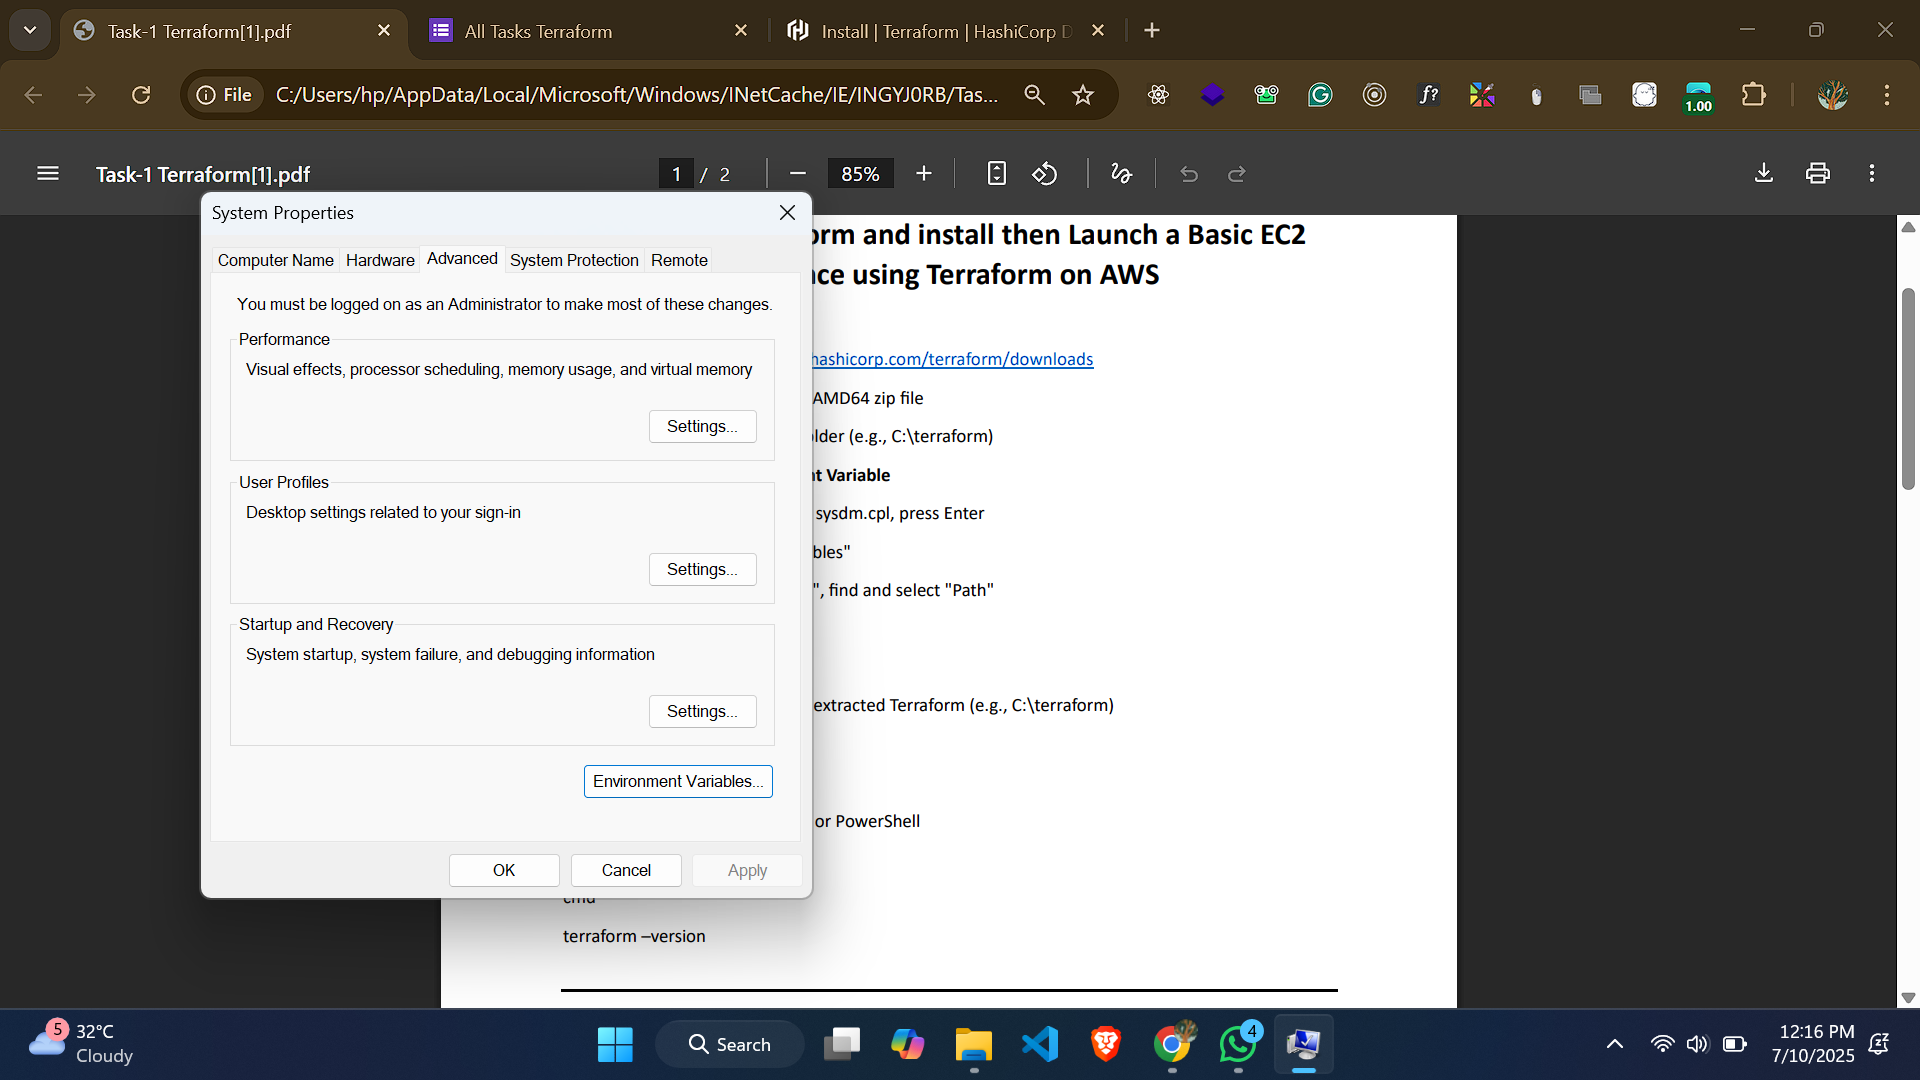 Task-1 Terraform[1].pdf
All Tasks Terraform
Install | Terraform | HashiCorp D
File
C:/Users/hp/AppData/Local/Microsoft/Windows/INetCache/IE/INGYJ0RB/Tas...
f?
1.00
Task-1 Terraform[1].pdf
1 / 2
85%
System Properties
Computer Name
Hardware
Advanced
System Protection
Remote
You must be logged on as an Administrator to make most of these changes.
Performance
Visual effects, processor scheduling, memory usage, and virtual memory
Settings...
User Profiles
Desktop settings related to your sign-in
Settings...
Startup and Recovery
System startup, system failure, and debugging information
Settings...
Environment Variables...
OK
Cancel
Apply
orm and install then Launch a Basic EC2
nce using Terraform on AWS
hashicorp.com/terraform/downloads
AMD64 zip file
lder (e.g., C:\terraform)
nt Variable
sysdm.cpl, press Enter
bles"
", find and select "Path"
extracted Terraform (e.g., C:\terraform)
or PowerShell
cmd
terraform –version
5
32°C
Cloudy
Search
4
12:16 PM
7/10/2025